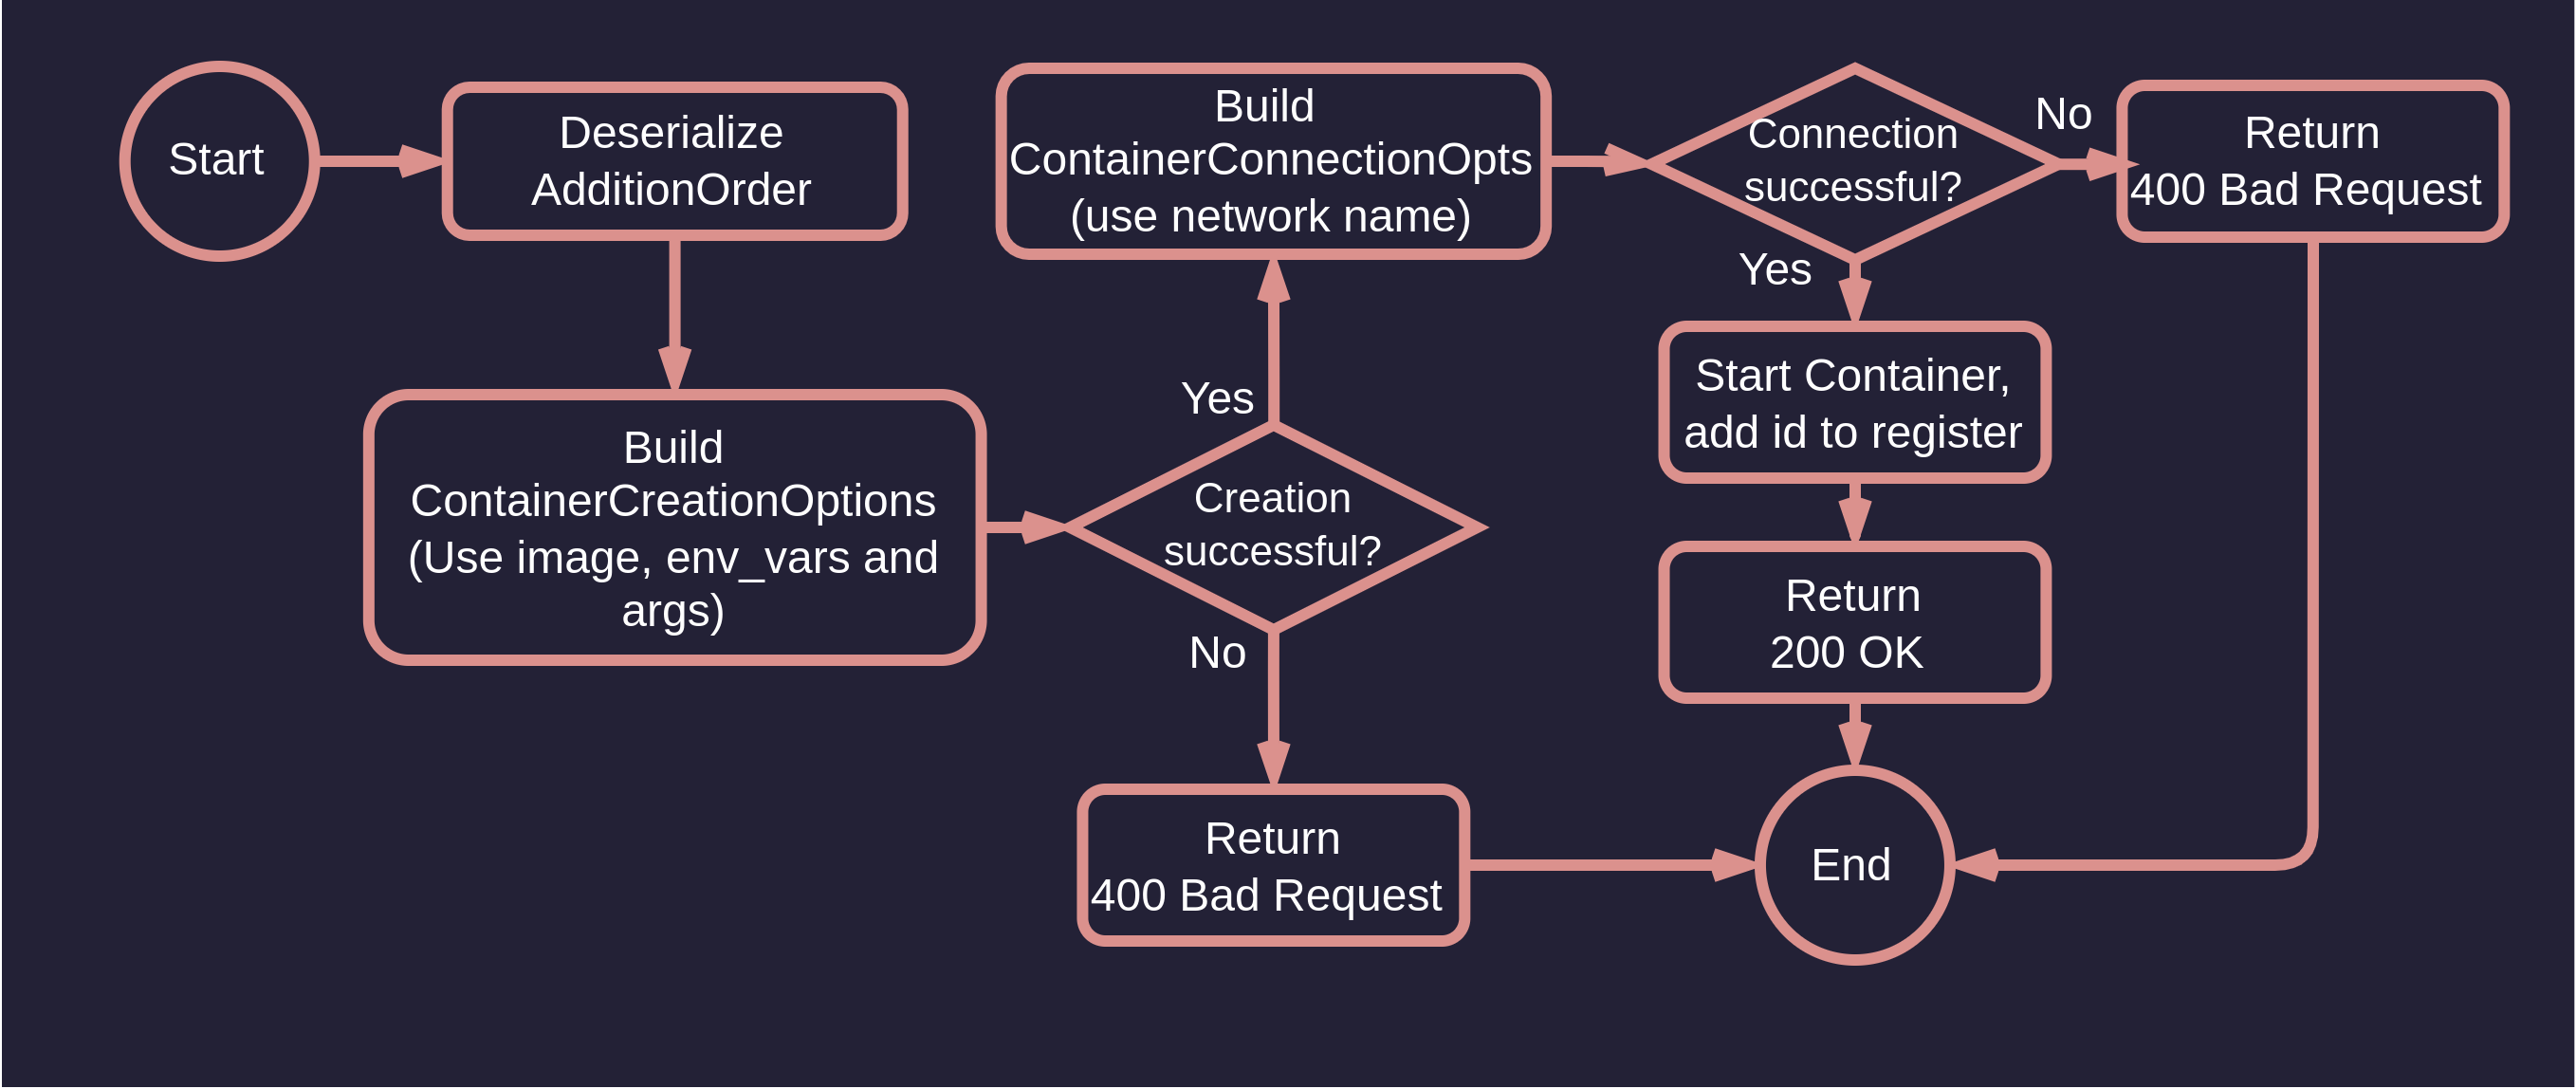 Start
Deserialize
AdditionOrder
Build
ContainerCreationOptions
(Use image, env_vars and
args)
Creation
successful?
Yes
No
Build
ContainerConnectionOpts
(use network name)
Connection
successful?
No
Yes
Return
400 Bad Request
Start Container,
add id to register
Return
200 OK
Return
400 Bad Request
End